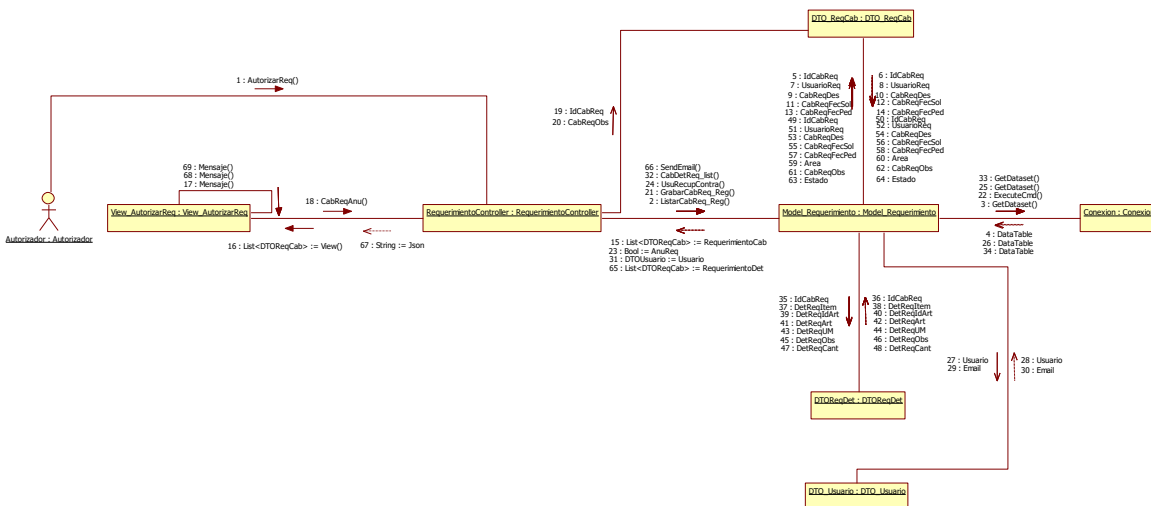 DTO_ReqCab : DTO_ReqCab
1 : AutorizarReq()
5 : IdCabReq
7 : UsuarioReq
9 : CabReqDes
11 : CabReqFecSol
13 : CabReqFecPed
49 : IdCabReq
51 : UsuarioReq
53 : CabReqDes
55 : CabReqFecSol
57 : CabReqFecPed
59 : Area
61 : CabReqObs
63 : Estado
6 : IdCabReq
8 : UsuarioReq
10 : CabReqDes
12 : CabReqFecSol
14 : CabReqFecPed
50 : IdCabReq
52 : UsuarioReq
54 : CabReqDes
56 : CabReqFecSol
58 : CabReqFecPed
60 : Area
62 : CabReqObs
64 : Estado
19 : IdCabReq
20 : CabReqObs
69 : Mensaje()
68 : Mensaje()
17 : Mensaje()
18 : CabReqAnu()
66 : SendEmail()
32 : CabDetReq_list()
24 : UsuRecupContra()
21 : GrabarCabReq_Reg()
2 : ListarCabReq_Reg()
33 : GetDataset()
25 : GetDataset()
22 : ExecuteCmd()
3 : GetDataset()
Autorizador : Autorizador
View_AutorizarReq : View_AutorizarReq
RequerimientoController : RequerimientoController
Model_Requerimiento : Model_Requerimiento
Conexion : Conexion
16 : List<DTOReqCab> := View()
67 : String := Json
15 : List<DTOReqCab> := RequerimientoCab
23 : Bool := AnuReq
31 : DTOUsuario := Usuario
65 : List<DTOReqCab> := RequerimientoDet
4 : DataTable
26 : DataTable
34 : DataTable
35 : IdCabReq
37 : DetReqItem
39 : DetReqIdArt
41 : DetReqArt
43 : DetReqUM
45 : DetReqObs
47 : DetReqCant
36 : IdCabReq
38 : DetReqItem
40 : DetReqIdArt
42 : DetReqArt
44 : DetReqUM
46 : DetReqObs
48 : DetReqCant
27 : Usuario
29 : Email
28 : Usuario
30 : Email
DTOReqDet : DTOReqDet
DTO_Usuario : DTO_Usuario